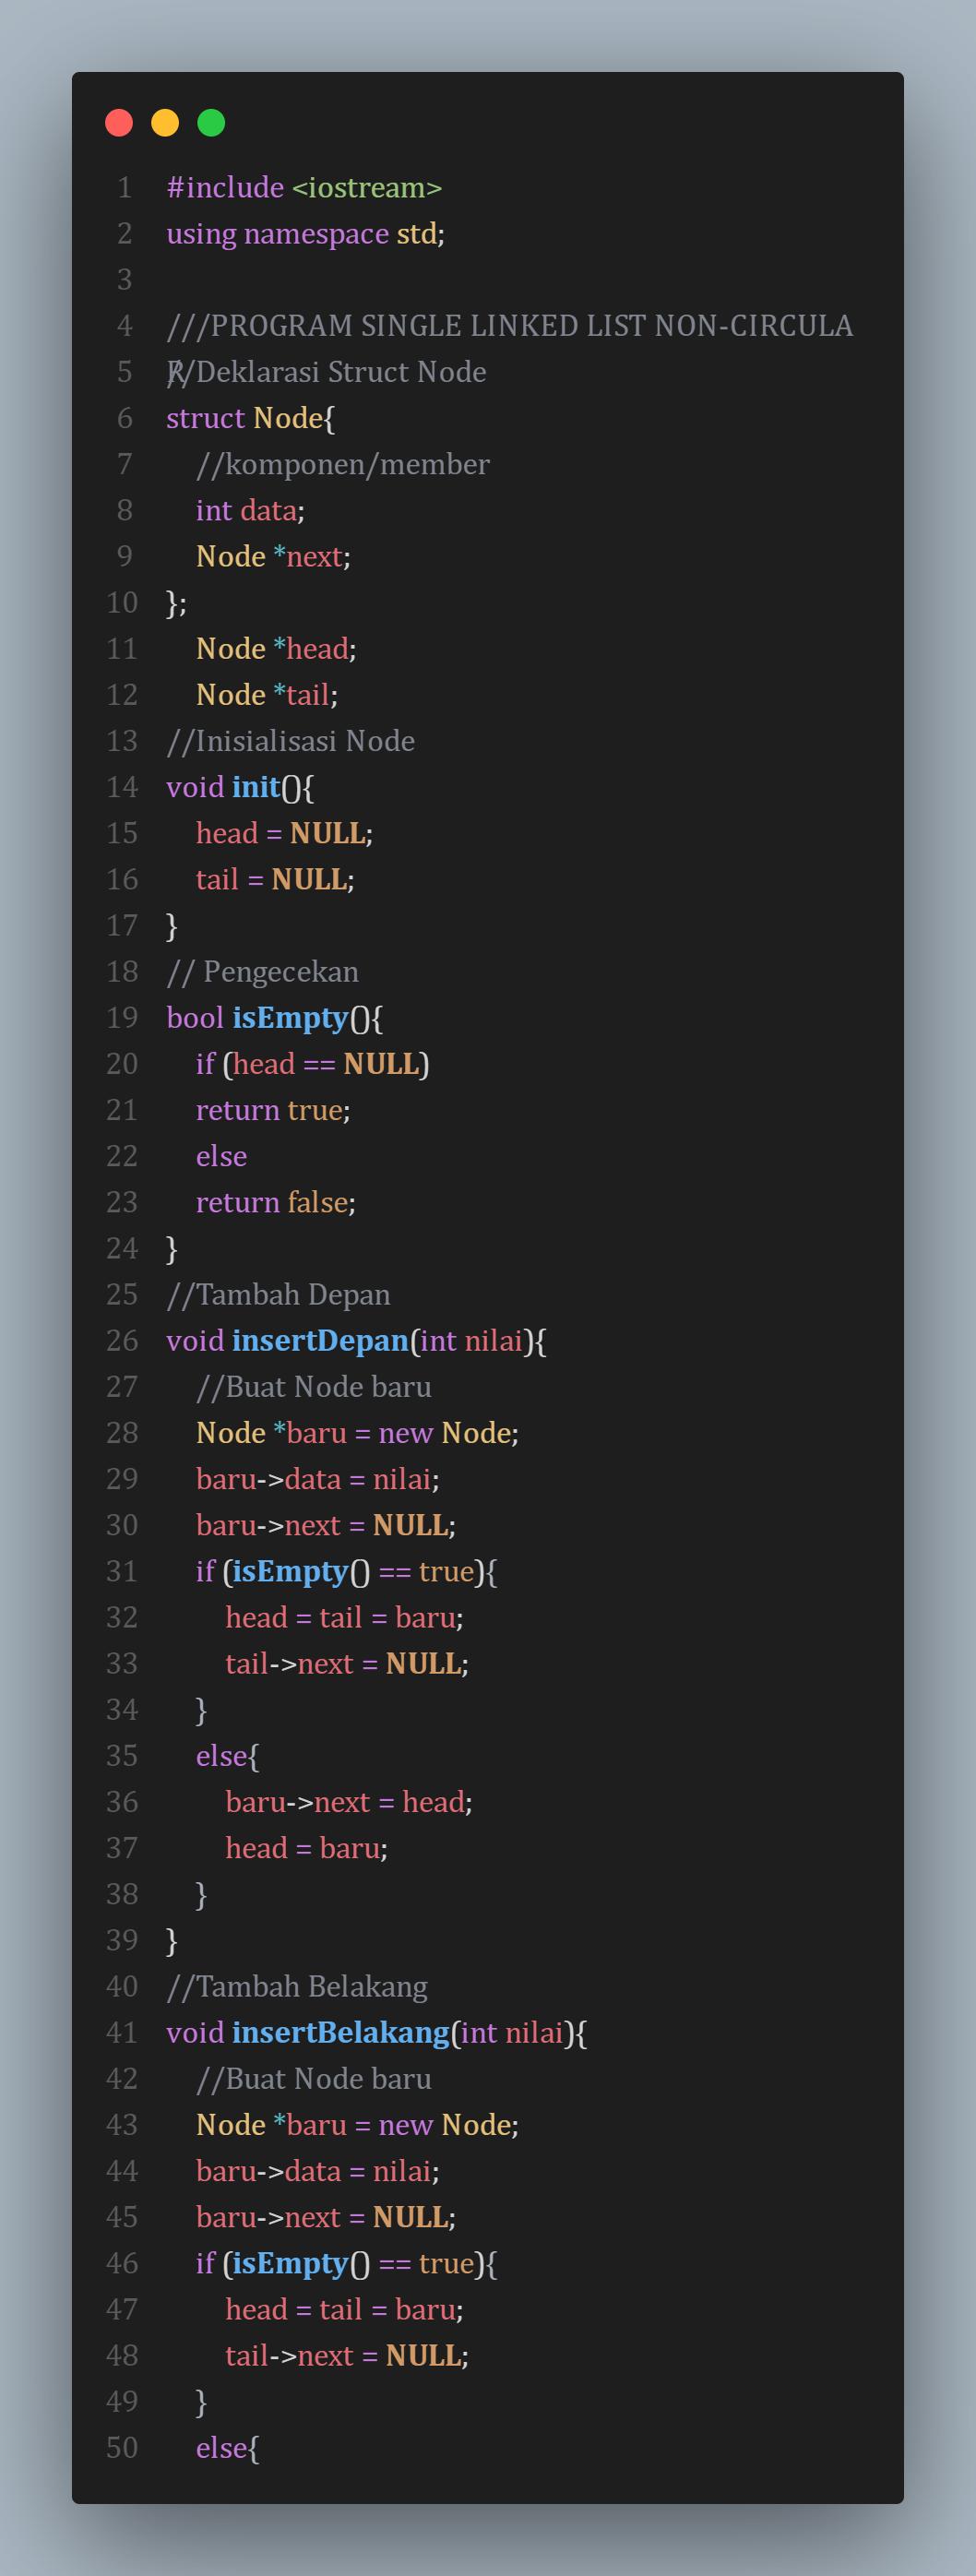 1 #include <iostream>
2 using namespace std;
3
4 ///PROGRAM SINGLE LINKED LIST NON-CIRCULA
R
5 //Deklarasi Struct Node
6 struct Node{
7     //komponen/member
8     int data;
9     Node *next;
10 };
11     Node *head;
12     Node *tail;
13 //Inisialisasi Node
14 void init(){
15     head = NULL;
16     tail = NULL;
17 }
18 // Pengecekan
19 bool isEmpty(){
20     if (head == NULL)
21     return true;
22     else
23     return false;
24 }
25 //Tambah Depan
26 void insertDepan(int nilai){
27     //Buat Node baru
28     Node *baru = new Node;
29     baru->data = nilai;
30     baru->next = NULL;
31     if (isEmpty() == true){
32         head = tail = baru;
33         tail->next = NULL;
34     }
35     else{
36         baru->next = head;
37         head = baru;
38     }
39 }
40 //Tambah Belakang
41 void insertBelakang(int nilai){
42     //Buat Node baru
43     Node *baru = new Node;
44     baru->data = nilai;
45     baru->next = NULL;
46     if (isEmpty() == true){
47         head = tail = baru;
48         tail->next = NULL;
49     }
50     else{